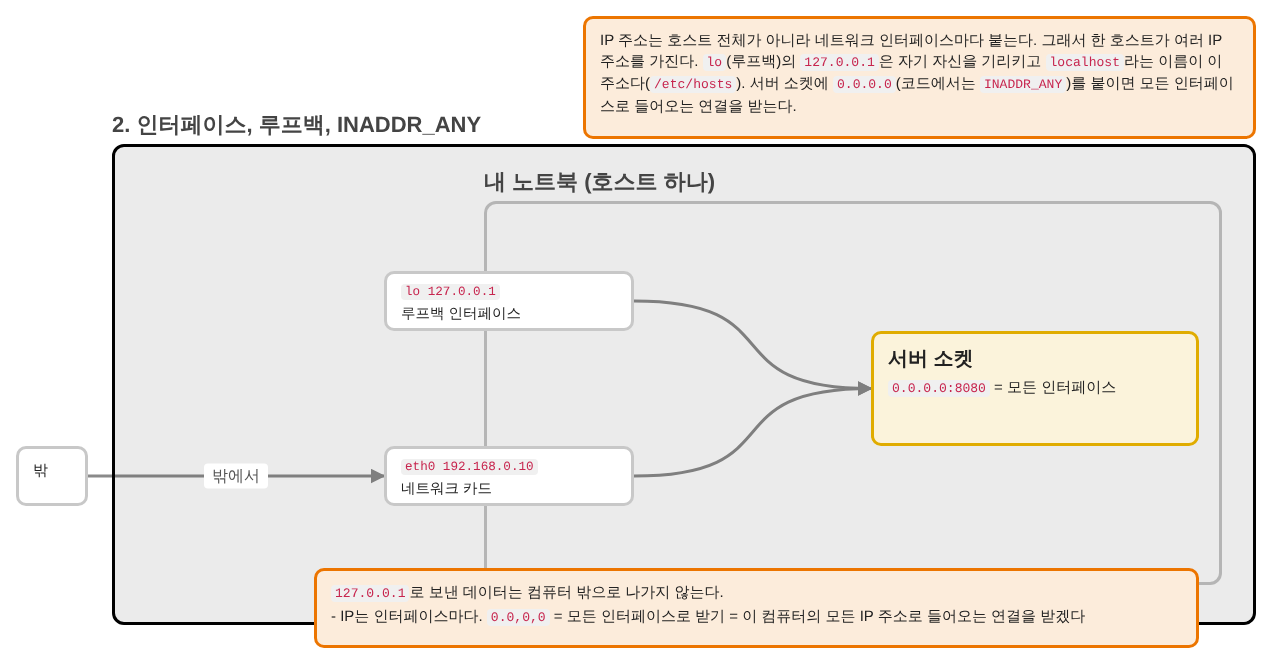 IP 주소는 호스트 전체가 아니라 네트워크 인터페이스마다 붙는다. 그래서 한 호스트가 여러 IP
주소를 가진다. lo(루프백)의 127.0.0.1은 자기 자신을 기리키고 localhost라는 이름이 이
주소다(/etc/hosts). 서버 소켓에 0.0.0.0(코드에서는 INADDR_ANY)를 붙이면 모든 인터페이
스로 들어오는 연결을 받는다.
2. 인터페이스, 루프백, INADDR_ANY
내 노트북 (호스트 하나)
lo 127.0.0.1
루프백 인터페이스
서버 소켓
0.0.0.0:8080 = 모든 인터페이스
밖
밖에서
eth0 192.168.0.10
네트워크 카드
127.0.0.1로 보낸 데이터는 컴퓨터 밖으로 나가지 않는다.
- IP는 인터페이스마다. 0.0,0,0 = 모든 인터페이스로 받기 = 이 컴퓨터의 모든 IP 주소로 들어오는 연결을 받겠다